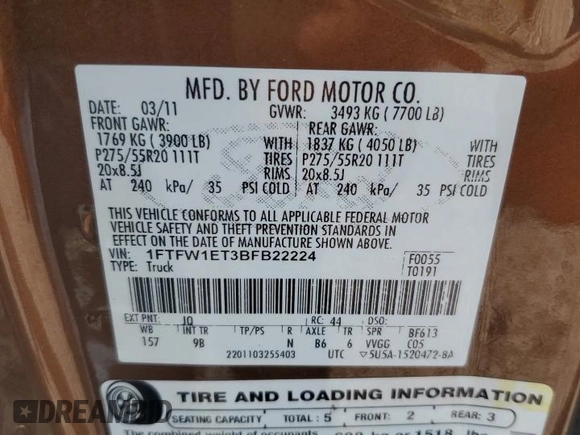 MFD. BY FORD MOTOR CO.
DATE: 03/11 GVWR: 3493 KG ( 7700 LB)
FRONT GAWR: REAR GAWR:
1769 KG ( 3900 LB) WITH 1837 KG ( 4050 LB) WITH
P275/55R20 111T TIRES P275/55R20 111T TIRES
20x8.5J RIMS 20x8.5J RIMS
AT 240 kPa/ 35 PSI COLD AT 240 kPa/ 35 PSI COLD
THIS VEHICLE CONFORMS TO ALL APPLICABLE FEDERAL MOTOR
VEHICLE SAFETY AND THEFT PREVENTION STANDARDS IN
EFFECT ON THE DATE OF MANUFACTURE SHOWN ABOVE.
VIN: 1FTFW1ET3BFB22224 F0055
TYPE: Truck T0191
EXT PNT: JQ RC: 44 DSO:
WB INT TR TP/PS R AXLE TR SPR BF613
157 9B N B6 6 VVGG C05
2201103255403 UTC 5U5A-1520472-BA
TIRE AND LOADING INFORMATION
SEATING CAPACITY TOTAL: 5 FRONT: 2 REAR: 3
The combined weight of occupants
DREAMBID